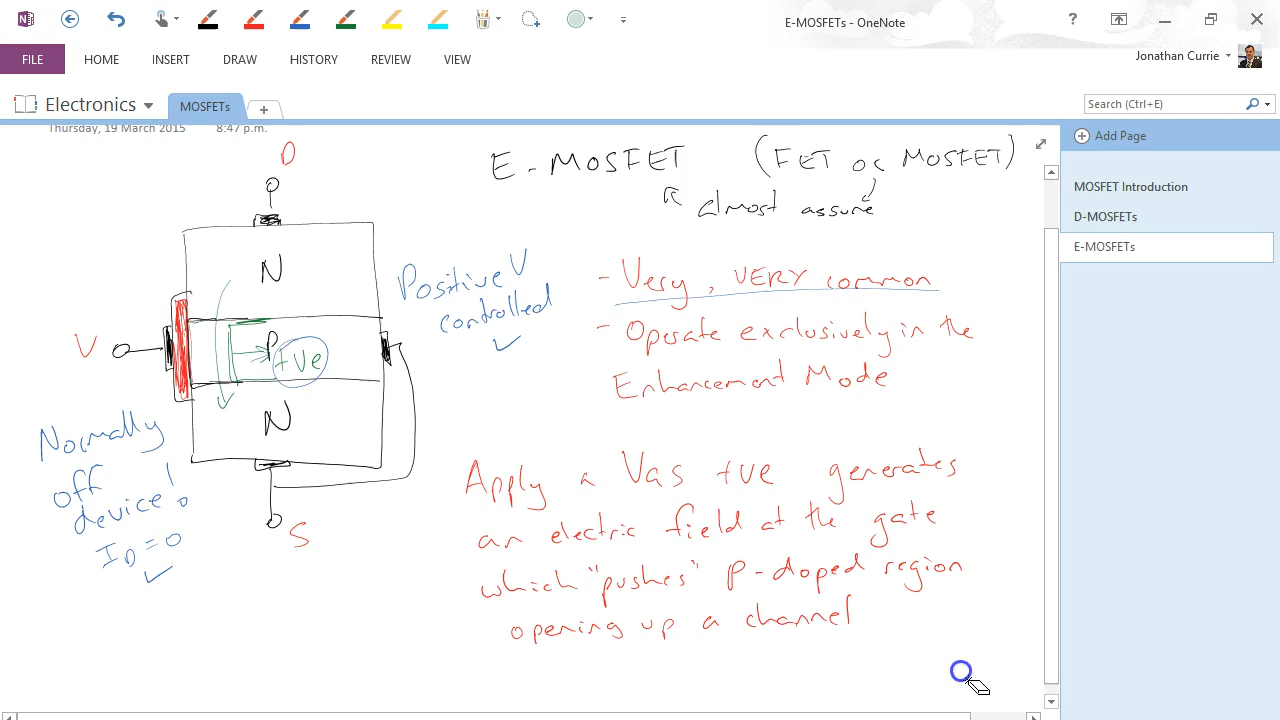 E-MOSFETs - OneNote
?
FILE
HOME
INSERT
DRAW
HISTORY
REVIEW
VIEW
Jonathan Currie
Electronics
MOSFETs
Search (Ctrl+E)
Thursday, 19 March 2015
8:47 p.m.
Add Page
MOSFET Introduction
D-MOSFETs
E-MOSFETs
E - MOSFET (FET or MOSFET)
almost assure
D
N
P
+ve
N
V
S
Positive V
controlled
Normally
off
device!
ID = 0
- Very, VERY common
- Operate exclusively in the
Enhancement Mode
Apply a VGS +ve generates
an electric field at the gate
which "pushes" P-doped region
opening up a channel